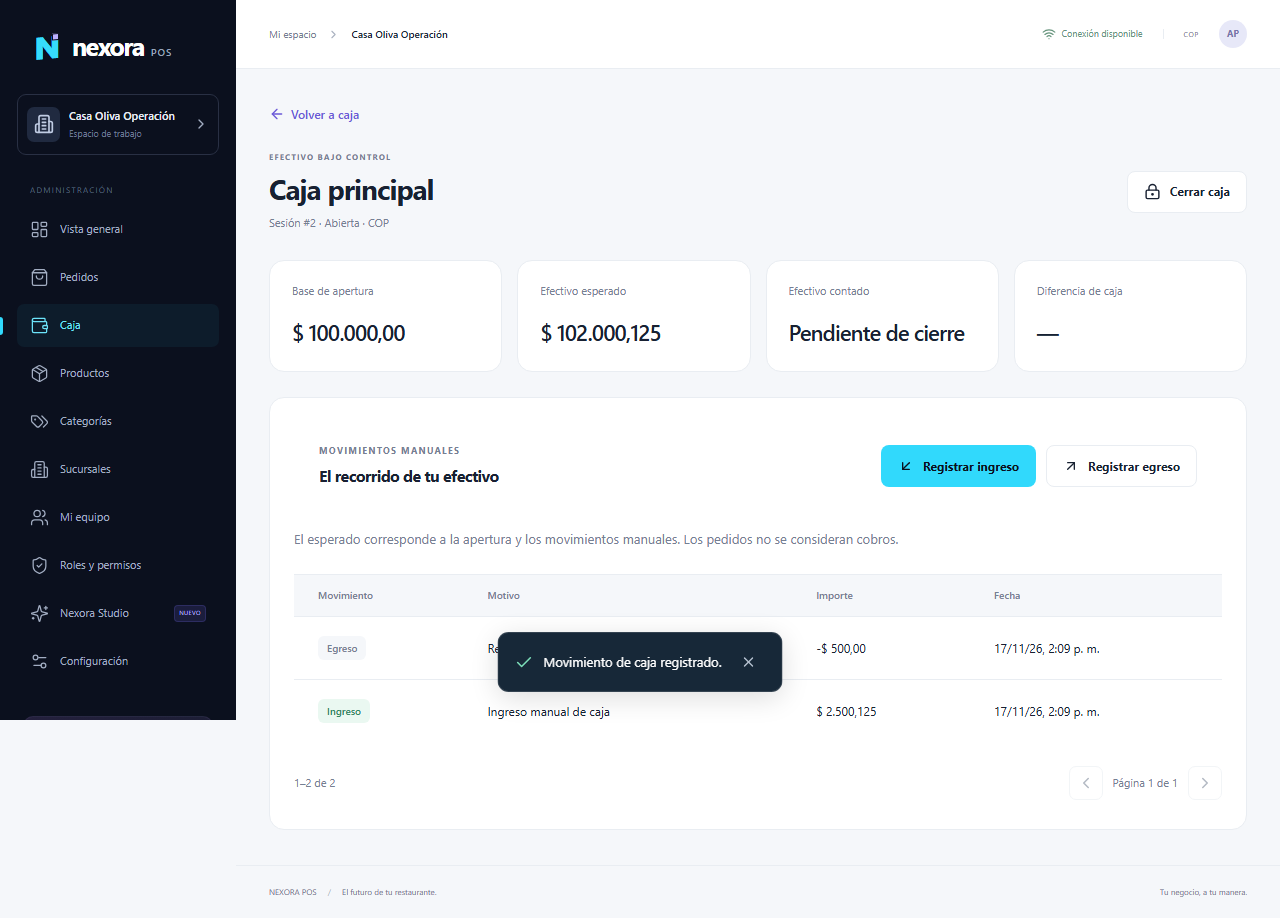 nexora POS
Mi espacio > Casa Oliva Operación
Conexión disponible
COP
AP
Casa Oliva Operación
Espacio de trabajo
ADMINISTRACIÓN
Vista general
Pedidos
Caja
Productos
Categorías
Sucursales
Mi equipo
Roles y permisos
Nexora Studio NUEVO
Configuración
Volver a caja
EFECTIVO BAJO CONTROL
Caja principal
Sesión #2 · Abierta · COP
Cerrar caja
Base de apertura
$ 100.000,00
Efectivo esperado
$ 102.000,125
Efectivo contado
Pendiente de cierre
Diferencia de caja
—
MOVIMIENTOS MANUALES
El recorrido de tu efectivo
Registrar ingreso
Registrar egreso
El esperado corresponde a la apertura y los movimientos manuales. Los pedidos no se consideran cobros.
Movimiento Motivo Importe Fecha
Egreso -$ 500,00 17/11/26, 2:09 p. m.
Movimiento de caja registrado.
Ingreso Ingreso manual de caja $ 2.500,125 17/11/26, 2:09 p. m.
1–2 de 2
Página 1 de 1
NEXORA POS / El futuro de tu restaurante.
Tu negocio, a tu manera.